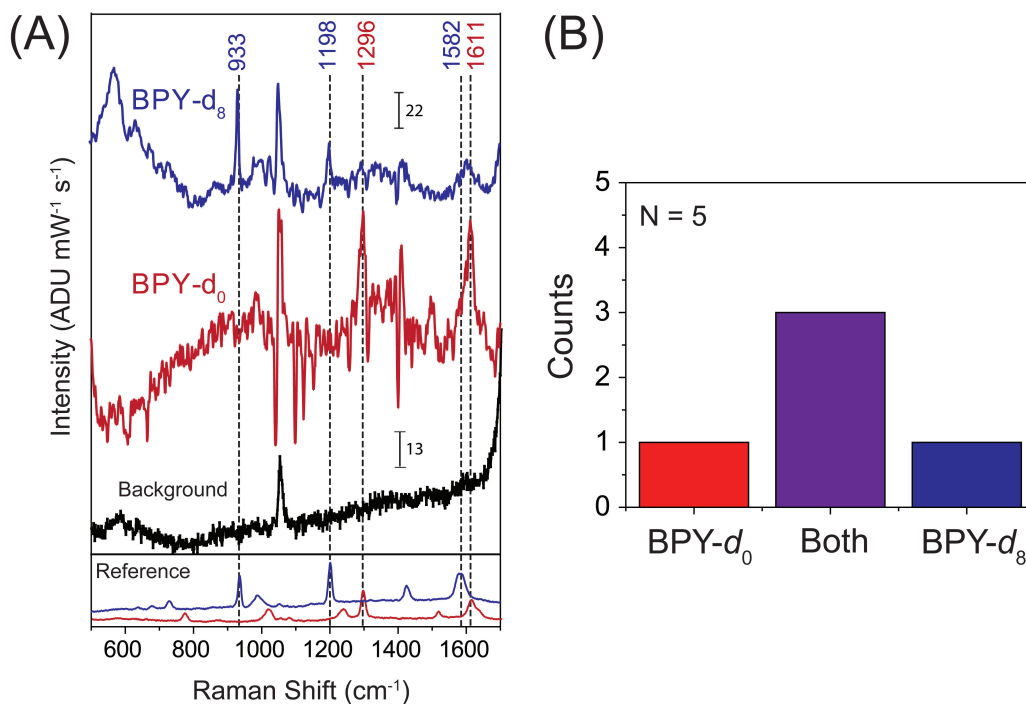 (A)
933
1198
1296
1582
1611
BPY-d8
22
BPY-d0
13
Background
Reference
Intensity (ADU mW-1 s-1)
600 800 1000 1200 1400 1600
Raman Shift (cm-1)
(B)
N = 5
5
4
3
2
1
0
Counts
BPY-d0 Both BPY-d8